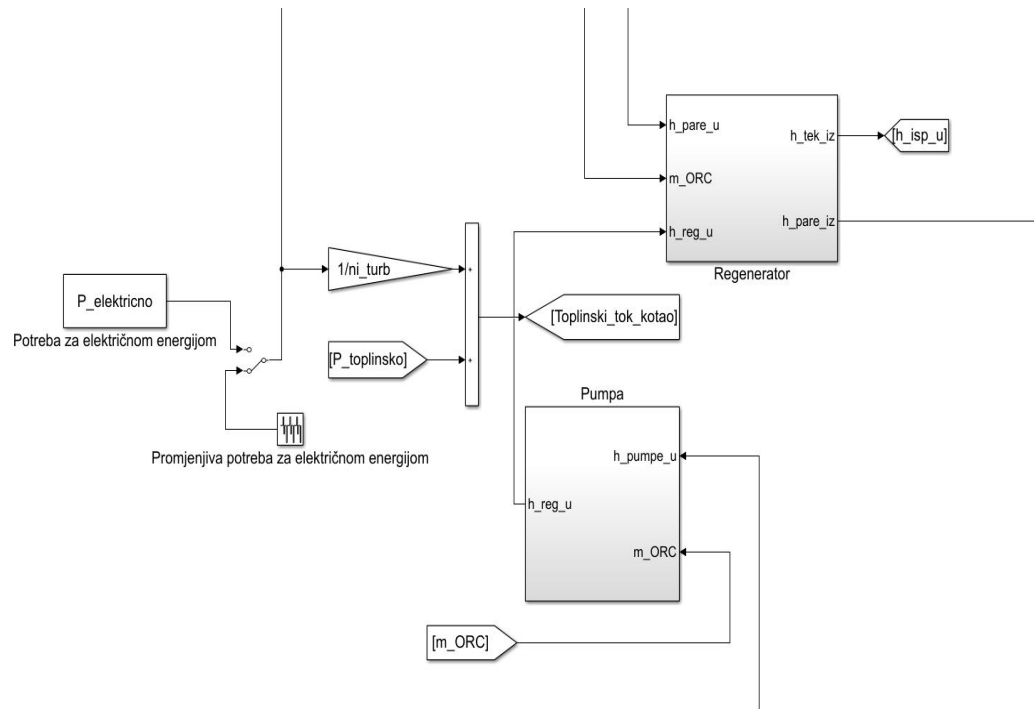 h_pare_u
h_tek_iz
[h_isp_u]
m_ORC
h_reg_u
h_pare_iz
Regenerator
1/ni_turb
+
P_elektricno
Potreba za električnom energijom
[Toplinski_tok_kotao]
[P_toplinsko]
+
Pumpa
Promjenjiva potreba za električnom energijom
h_pumpe_u
h_reg_u
m_ORC
[m_ORC]